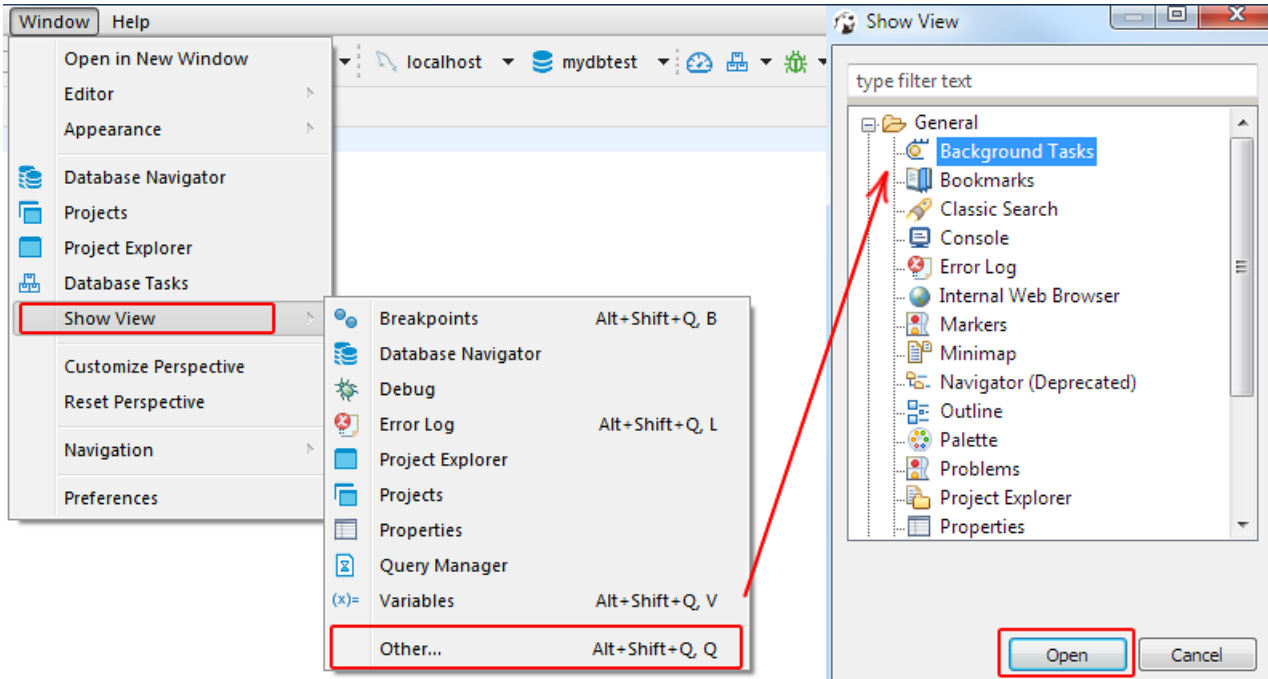 Window Help
Open in New Window
Editor
Appearance
Database Navigator
Projects
Project Explorer
Database Tasks
Show View
Customize Perspective
Reset Perspective
Navigation
Preferences
localhost mydbtest
Breakpoints Alt+Shift+Q, B
Database Navigator
Debug
Error Log Alt+Shift+Q, L
Project Explorer
Projects
Properties
Query Manager
(x)= Variables Alt+Shift+Q, V
Other... Alt+Shift+Q, Q
Show View
type filter text
General
Background Tasks
Bookmarks
Classic Search
Console
Error Log
Internal Web Browser
Markers
Minimap
Navigator (Deprecated)
Outline
Palette
Problems
Project Explorer
Properties
Open Cancel